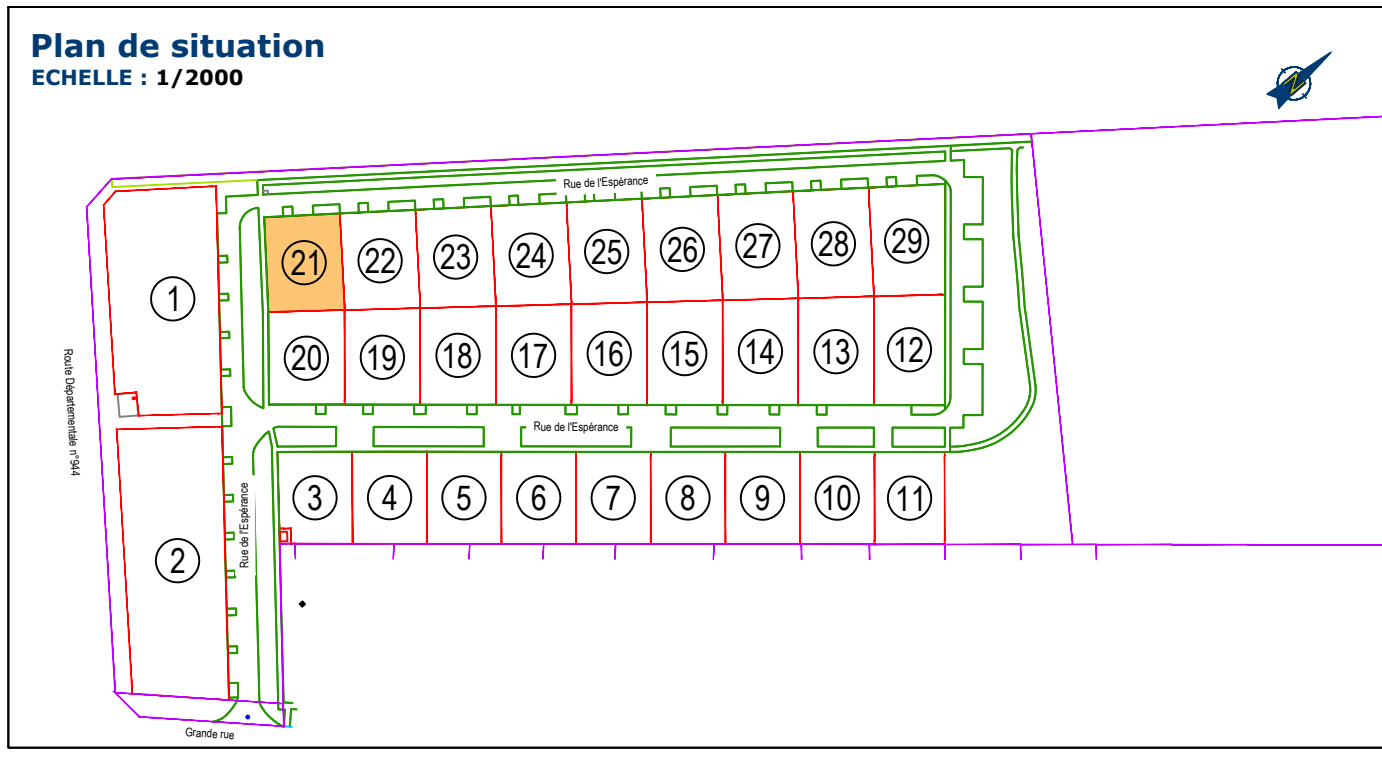 Plan de situation
ECHELLE : 1/2000
N
Rue de l'Espérance
21 22 23 24 25 26 27 28 29
1
20 19 18 17 16 15 14 13 12
Route Départementale n°944
Rue de l'Espérance
3 4 5 6 7 8 9 10 11
Rue de l'Espérance
2
Grande rue